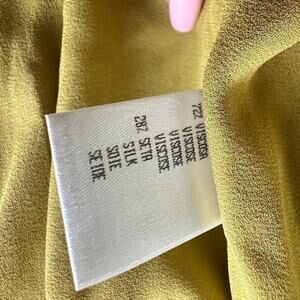 72% VISCOSA
VISCOSE
VISCOSE
VISCOSE
28% SETA
SILK
SOIE
SEIDE